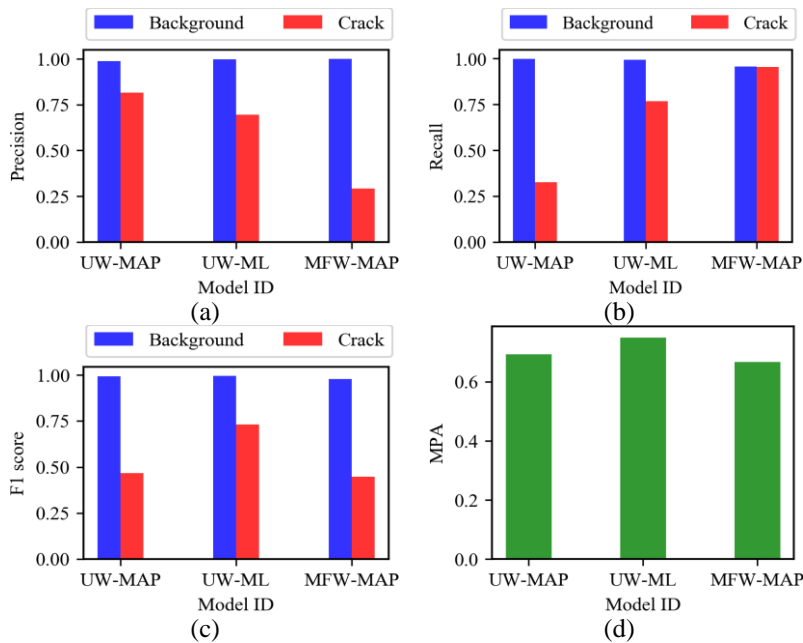 Background Crack
1.00
0.75
0.50
0.25
0.00
Precision
UW-MAP UW-ML MFW-MAP
Model ID
(a)
Background Crack
1.00
0.75
0.50
0.25
0.00
Recall
UW-MAP UW-ML MFW-MAP
Model ID
(b)
Background Crack
1.00
0.75
0.50
0.25
0.00
F1 score
UW-MAP UW-ML MFW-MAP
Model ID
(c)
0.6
0.4
0.2
0.0
MPA
UW-MAP UW-ML MFW-MAP
Model ID
(d)